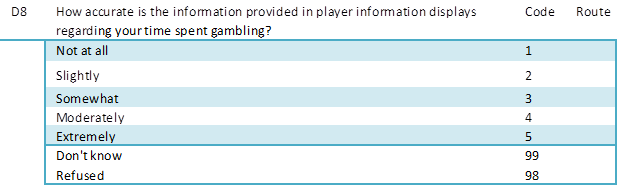 D8 How accurate is the information provided in player information displays Code Route
regarding your time spent gambling?
Not at all 1
Slightly 2
Somewhat 3
Moderately 4
Extremely 5
Don't know 99
Refused 98